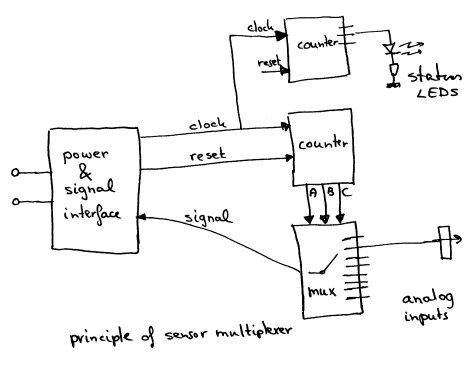 clock
counter
reset
status
LEDS
clock
counter
reset
power
&
signal
interface
A B C
signal
mux
analog
inputs
principle of sensor multiplexer